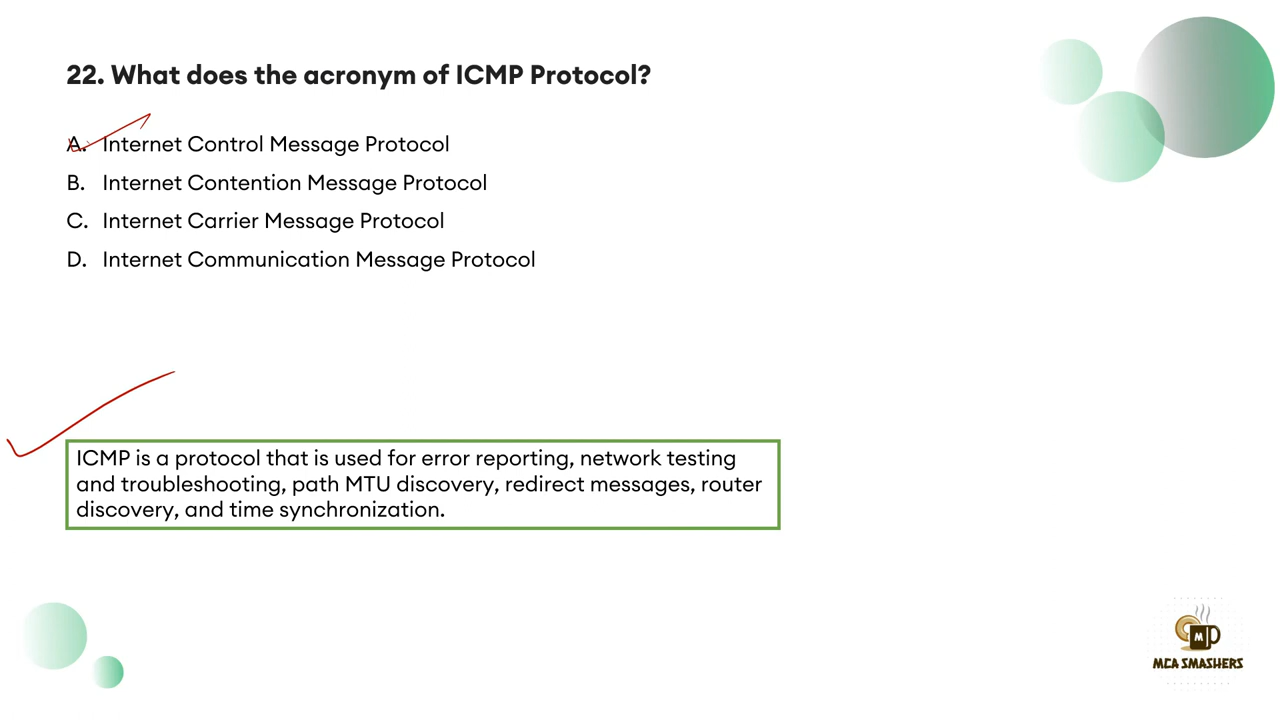 22. What does the acronym of ICMP Protocol?
A. Internet Control Message Protocol
B. Internet Contention Message Protocol
C. Internet Carrier Message Protocol
D. Internet Communication Message Protocol
ICMP is a protocol that is used for error reporting, network testing
and troubleshooting, path MTU discovery, redirect messages, router
discovery, and time synchronization.
M
MCA SMASHERS